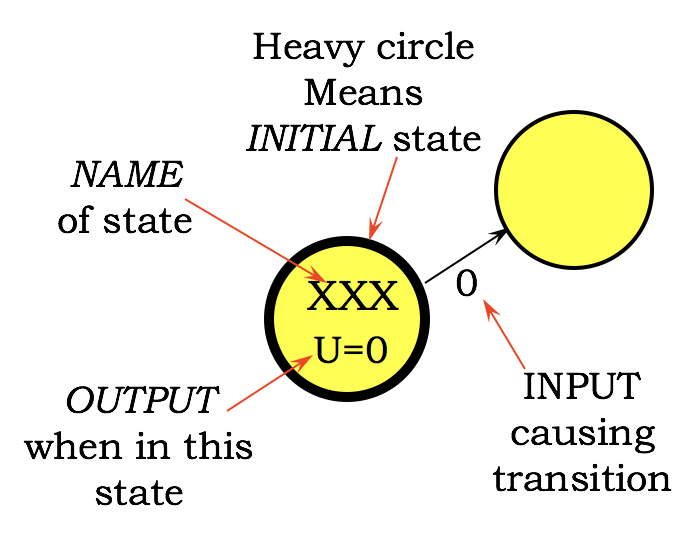 Heavy circle
Means
INITIAL state
NAME
of state
XXX
U=0
0
OUTPUT
when in this
state
INPUT
causing
transition